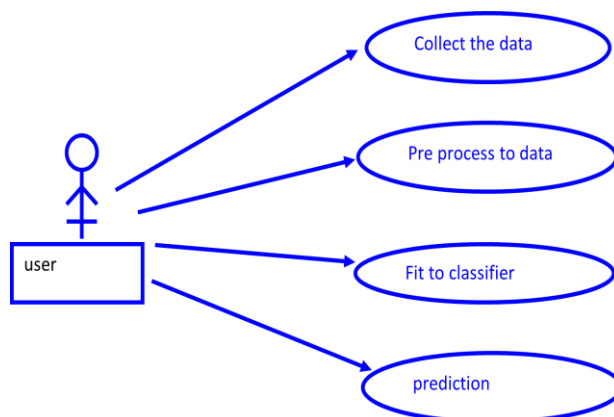 Collect the data
Pre process to data
user
Fit to classifier
prediction